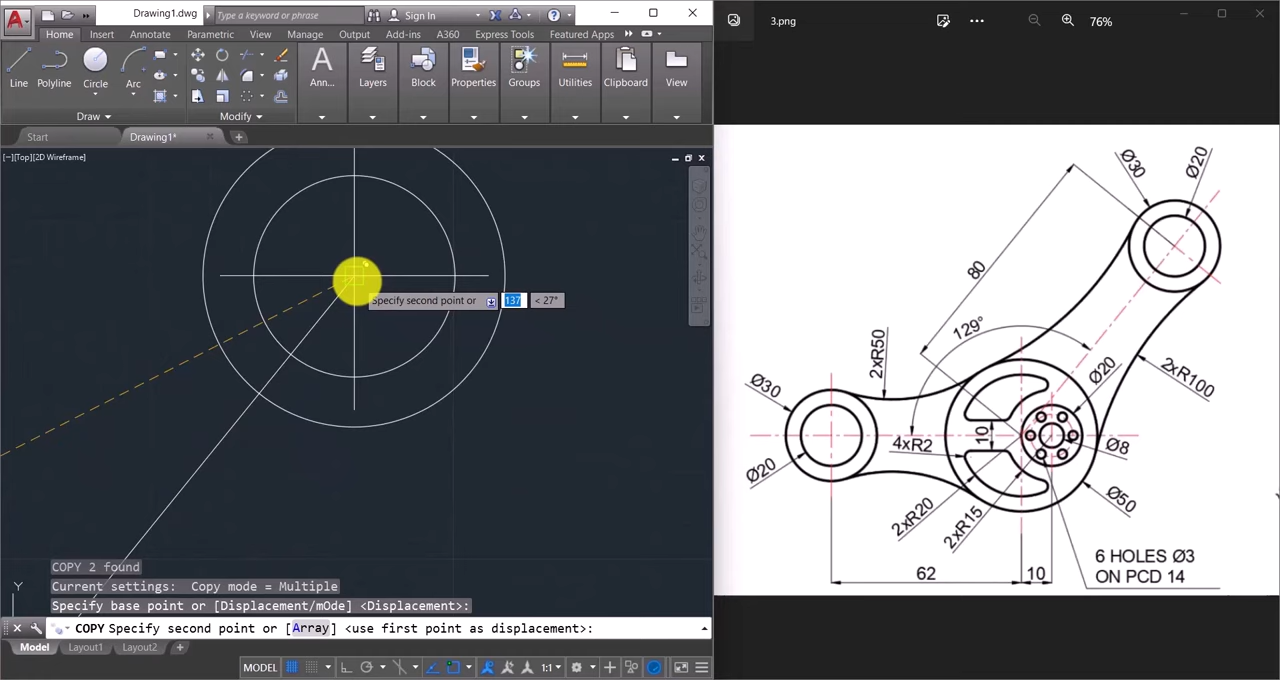 Drawing1.dwg
Type a keyword or phrase
Sign In
3.png
76%
Home Insert Annotate Parametric View Manage Output Add-ins A360 Express Tools Featured Apps
Line Polyline Circle Arc
Ann... Layers Block Properties Groups Utilities Clipboard View
Draw Modify
Start Drawing1*
[−][Top][2D Wireframe]
Specify second point or 137 < 27°
COPY 2 found
Current settings:  Copy mode = Multiple
Specify base point or [Displacement/mOde] <Displacement>:
COPY Specify second point or [Array] <use first point as displacement>:
Y
Model Layout1 Layout2
MODEL 1:1
Ø30
Ø20
80
129°
2xR50
2xR100
Ø30
Ø20
10
4xR2
Ø8
Ø20
Ø50
2xR20
2xR15
6 HOLES Ø3
ON PCD 14
62
10